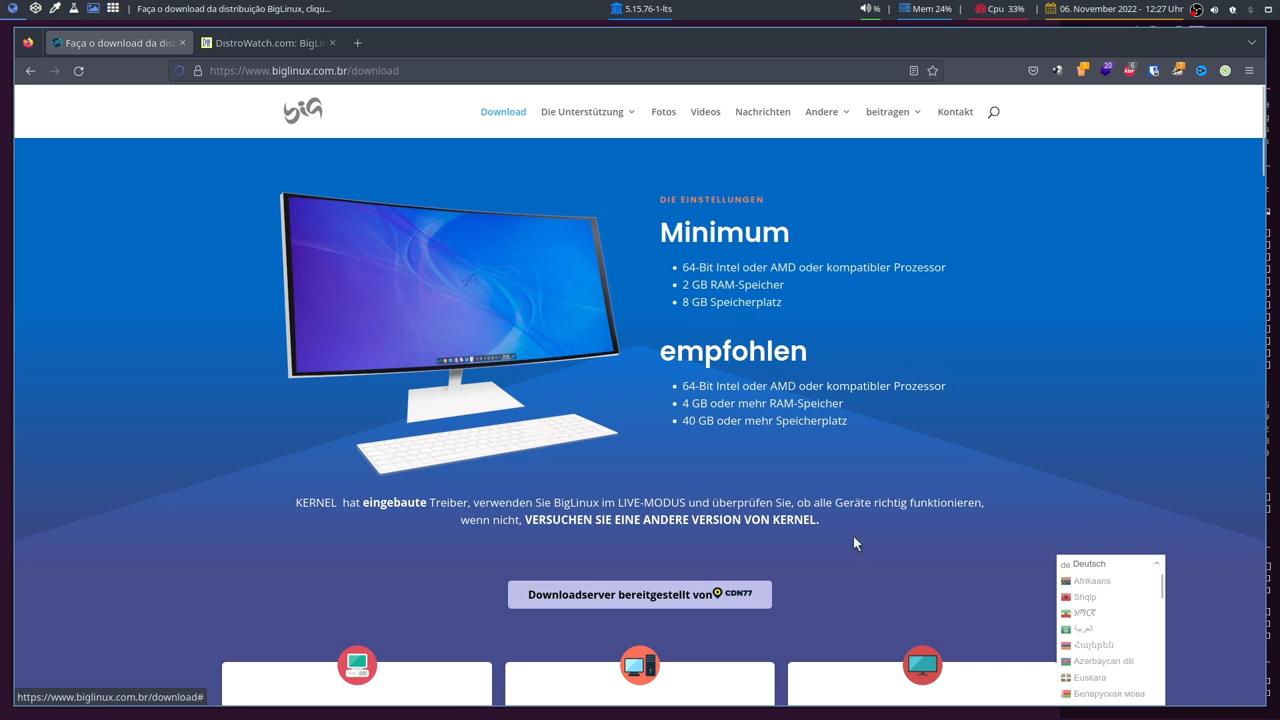 Faça o download da distribuição BigLinux, cliqu...
5.15.76-1-lts
%
Mem 24%
Cpu 33%
06. November 2022 - 12:27 Uhr
Faça o download da dist
DistroWatch.com: BigLin
https://www.biglinux.com.br/download
20
6
7
Download
Die Unterstützung
Fotos
Videos
Nachrichten
Andere
beitragen
Kontakt
DIE EINSTELLUNGEN
Minimum
64-Bit Intel oder AMD oder kompatibler Prozessor
2 GB RAM-Speicher
8 GB Speicherplatz
empfohlen
64-Bit Intel oder AMD oder kompatibler Prozessor
4 GB oder mehr RAM-Speicher
40 GB oder mehr Speicherplatz
KERNEL hat eingebaute Treiber, verwenden Sie BigLinux im LIVE-MODUS und überprüfen Sie, ob alle Geräte richtig funktionieren,
wenn nicht, VERSUCHEN SIE EINE ANDERE VERSION VON KERNEL.
Downloadserver bereitgestellt von CDN77
de Deutsch
Afrikaans
Shqip
አማርኛ
العربية
Հայերեն
Azərbaycan dili
Euskara
Беларуская мова
https://www.biglinux.com.br/download#